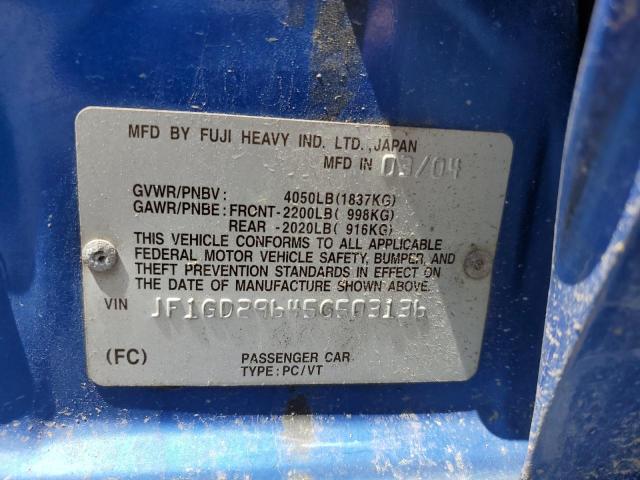 MFD BY FUJI HEAVY IND. LTD., JAPAN
MFD IN 03/04
GVWR/PNBV : 4050LB(1837KG)
GAWR/PNBE : FRCNT-2200LB( 998KG)
REAR -2020LB( 916KG)
THIS VEHICLE CONFORMS TO ALL APPLICABLE
FEDERAL MOTOR VEHICLE SAFETY, BUMPER, AND
THEFT PREVENTION STANDARDS IN EFFECT ON
THE DATE OF MANUFACTURE SHOWN ABOVE.
VIN JF1GD29645G503136
(FC) PASSENGER CAR
TYPE : PC/VT